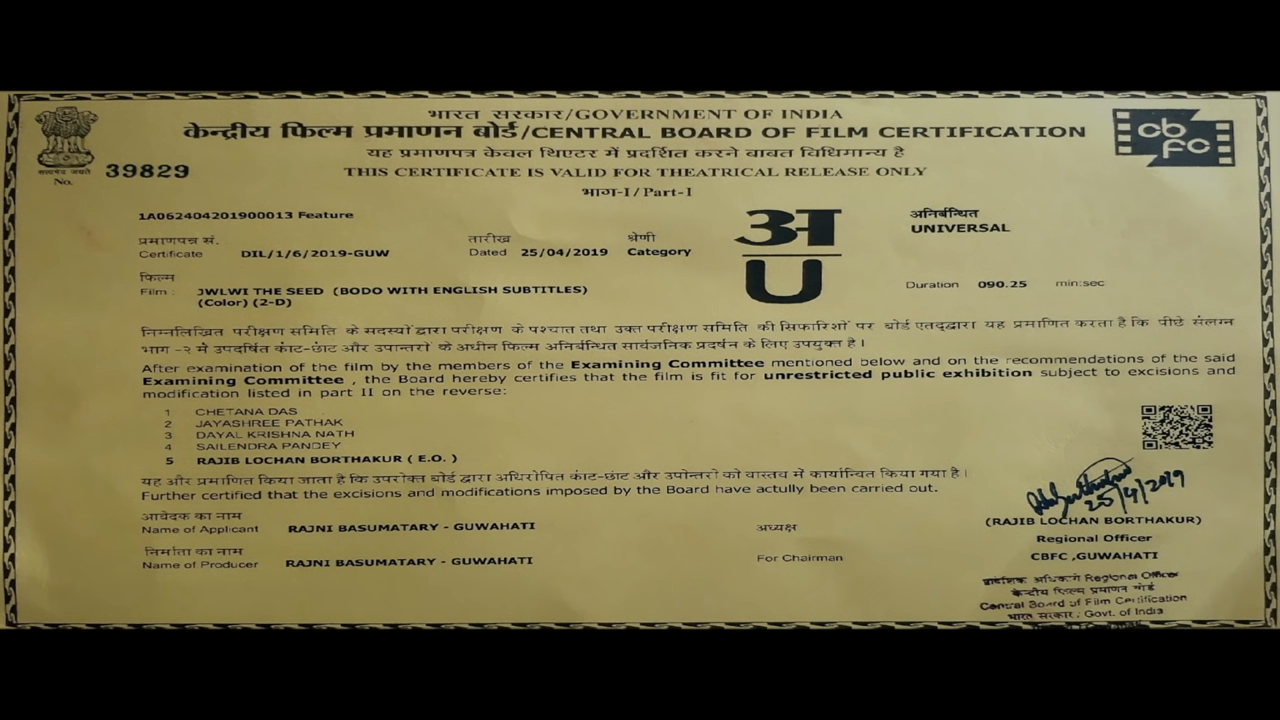 भारत सरकार/GOVERNMENT OF INDIA
केन्द्रीय फिल्म प्रमाणन बोर्ड/CENTRAL BOARD OF FILM CERTIFICATION
cb
fc
यह प्रमाणपत्र केवल थिएटर में प्रदर्शित करने बाबत विधिमान्य है
सत्यमेव जयते
No. 39829
THIS CERTIFICATE IS VALID FOR THEATRICAL RELEASE ONLY
भाग-I/Part-I
1A062404201900013 Feature
अ
U
अनिर्बन्धित
UNIVERSAL
प्रमाणपत्र सं. तारीख श्रेणी
Certificate DIL/1/6/2019-GUW Dated 25/04/2019 Category
फिल्म
Film : JWLWI THE SEED (BODO WITH ENGLISH SUBTITLES)
(Color) (2-D)
Duration 090.25 min:sec
निम्नलिखित परीक्षण समिति के सदस्यों द्वारा परीक्षण के पश्चात तथा उक्त परीक्षण समिति की सिफारिशों पर बोर्ड एतद्द्वारा यह प्रमाणित करता है कि पीछे संलग्न
भाग -२ में उपदर्षित काट-छाट और उपान्तरों के अधीन फिल्म अनिर्बन्धित सार्वजनिक प्रदर्षन के लिए उपयुक्त है।
After examination of the film by the members of the Examining Committee mentioned below and on the recommendations of the said
Examining Committee , the Board hereby certifies that the film is fit for unrestricted public exhibition subject to excisions and
modification listed in part II on the reverse:
1 CHETANA DAS
2 JAYASHREE PATHAK
3 DAYAL KRISHNA NATH
4 SAILENDRA PANDEY
5 RAJIB LOCHAN BORTHAKUR ( E.O. )
यह और प्रमाणित किया जाता है कि उपरोक्त बोर्ड द्वारा अधिरोपित काट-छांट और उपोन्तरों को वास्तव में कार्यान्वित किया गया है।
Further certified that the excisions and modifications imposed by the Board have actully been carried out.
25/4/2019
आवेदक का नाम अध्यक्ष
Name of Applicant RAJNI BASUMATARY - GUWAHATI
(RAJIB LOCHAN BORTHAKUR)
Regional Officer
निर्माता का नाम
Name of Producer RAJNI BASUMATARY - GUWAHATI For Chairman
CBFC ,GUWAHATI
Regional Officer
केन्द्रीय फिल्म प्रमाणन बोर्ड
Central Board of Film Certification
भारत सरकार / Govt. of India